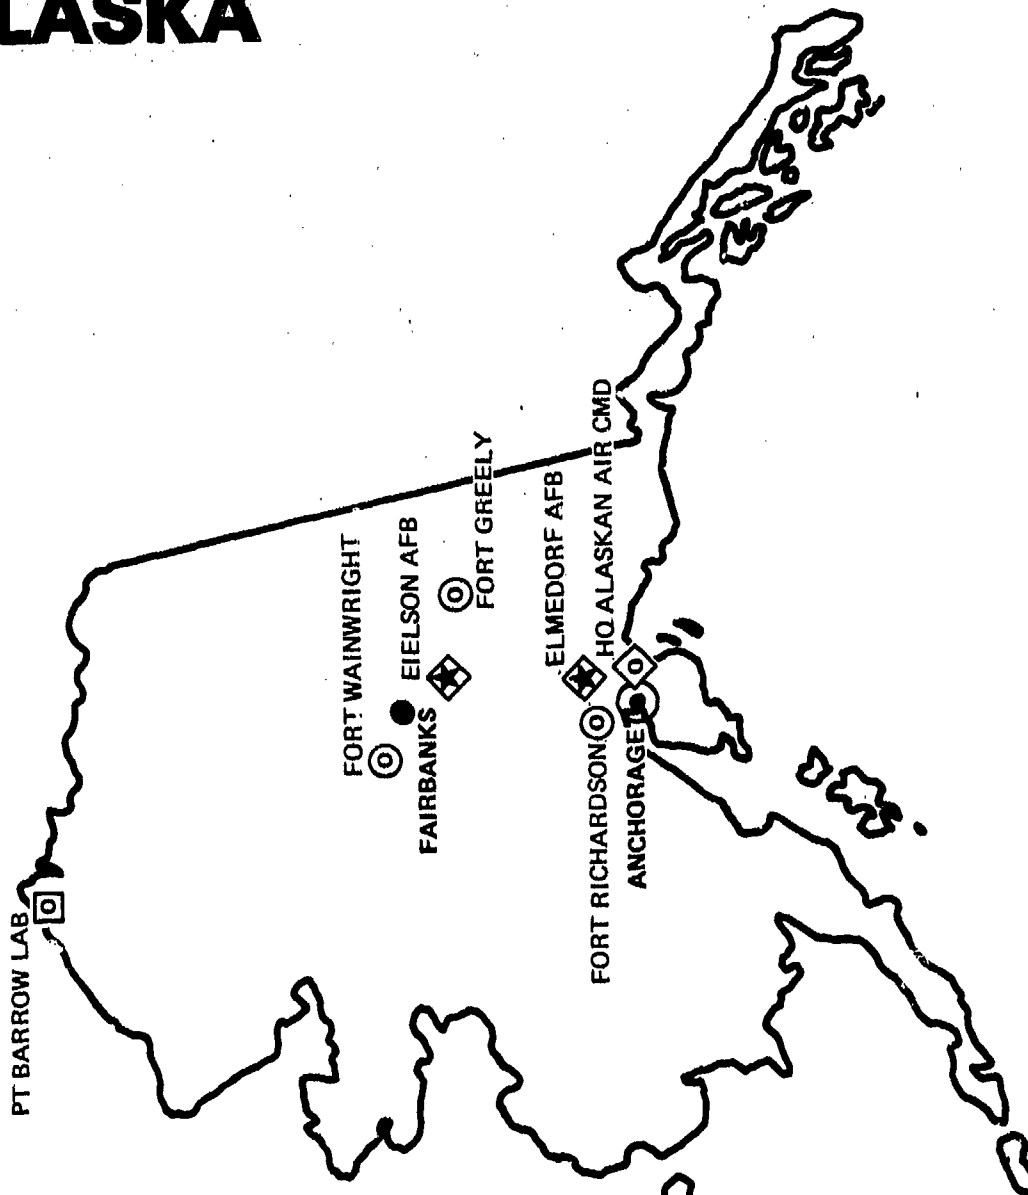 LASKA
PT BARROW LAB
FORT WAINWRIGHT
FAIRBANKS
EIELSON AFB
FORT GREELY
ELMEDORF AFB
HQ ALASKAN AIR CMD
FORT RICHARDSON
ANCHORAGE